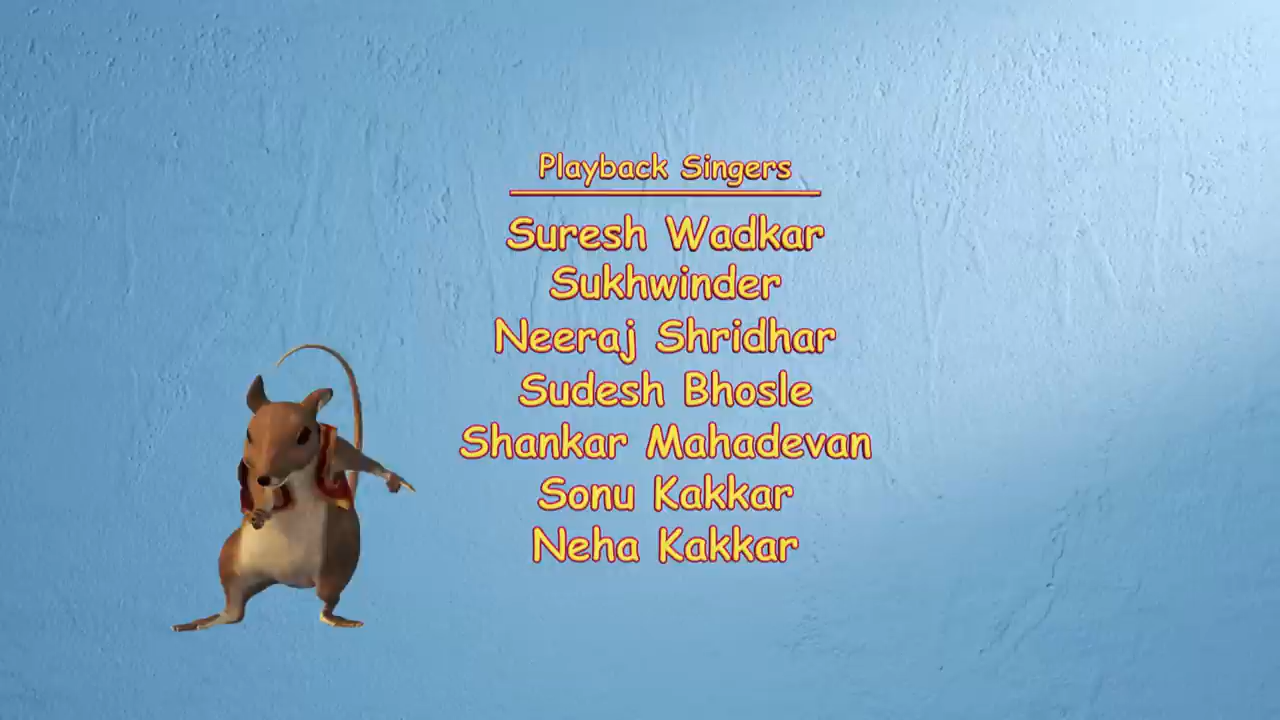 Playback Singers
Suresh Wadkar
Sukhwinder
Neeraj Shridhar
Sudesh Bhosle
Shankar Mahadevan
Sonu Kakkar
Neha Kakkar